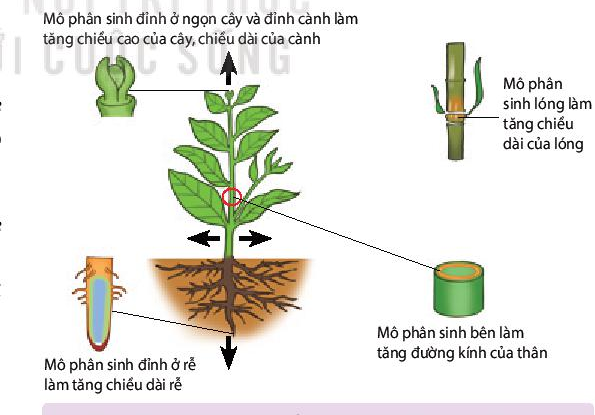 Mô phân sinh đỉnh ở ngọn cây và đỉnh cành làm
tăng chiều cao của cây, chiều dài của cành
CUỘC SỐNG
Mô phân
sinh lóng làm
tăng chiều
dài của lóng
Mô phân sinh bên làm
tăng đường kính của thân
Mô phân sinh đỉnh ở rễ
làm tăng chiều dài rễ